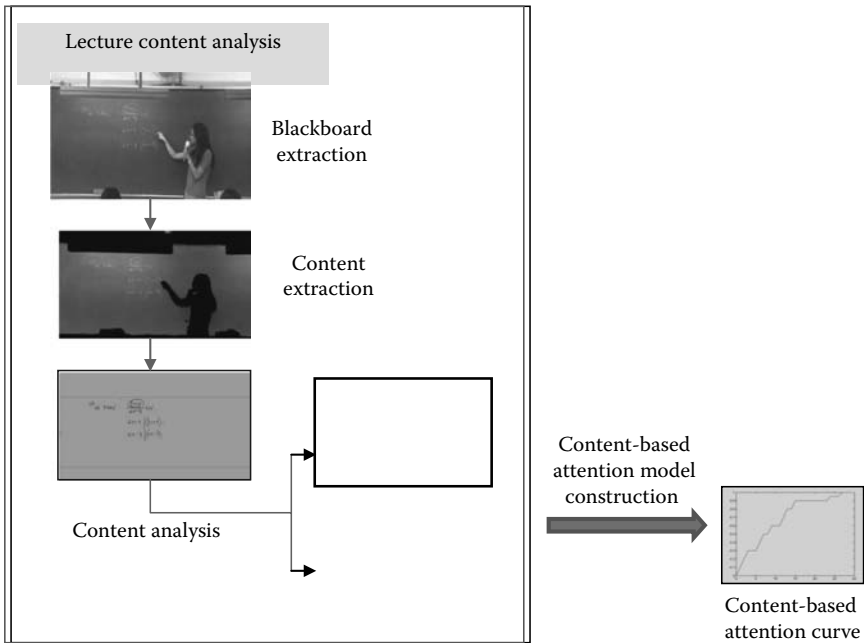 Lecture content analysis
Blackboard
extraction
Content
extraction
Content analysis
Content-based
attention model
construction
Content-based
attention curve